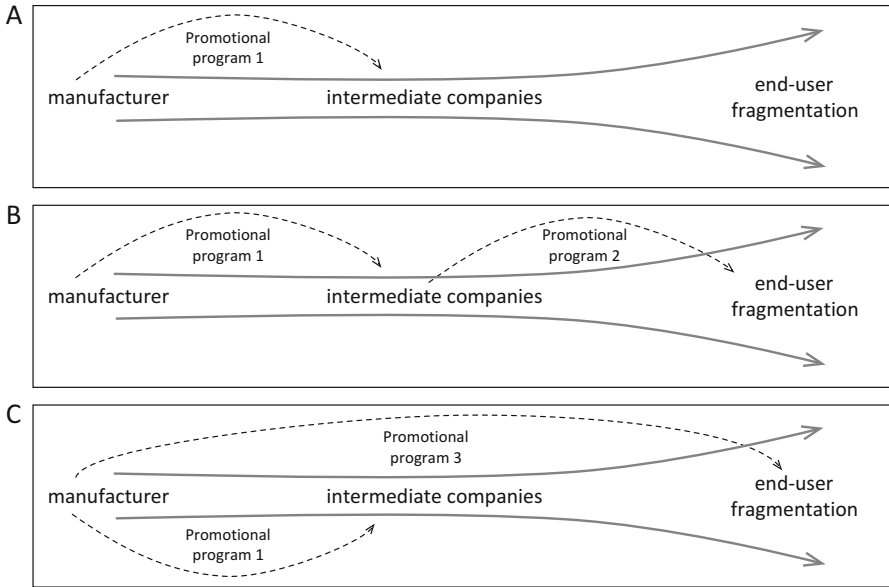 A
Promotional
program 1
manufacturer
intermediate companies
end-user
fragmentation
B
Promotional
program 1
Promotional
program 2
manufacturer
intermediate companies
end-user
fragmentation
C
Promotional
program 3
manufacturer
intermediate companies
end-user
fragmentation
Promotional
program 1